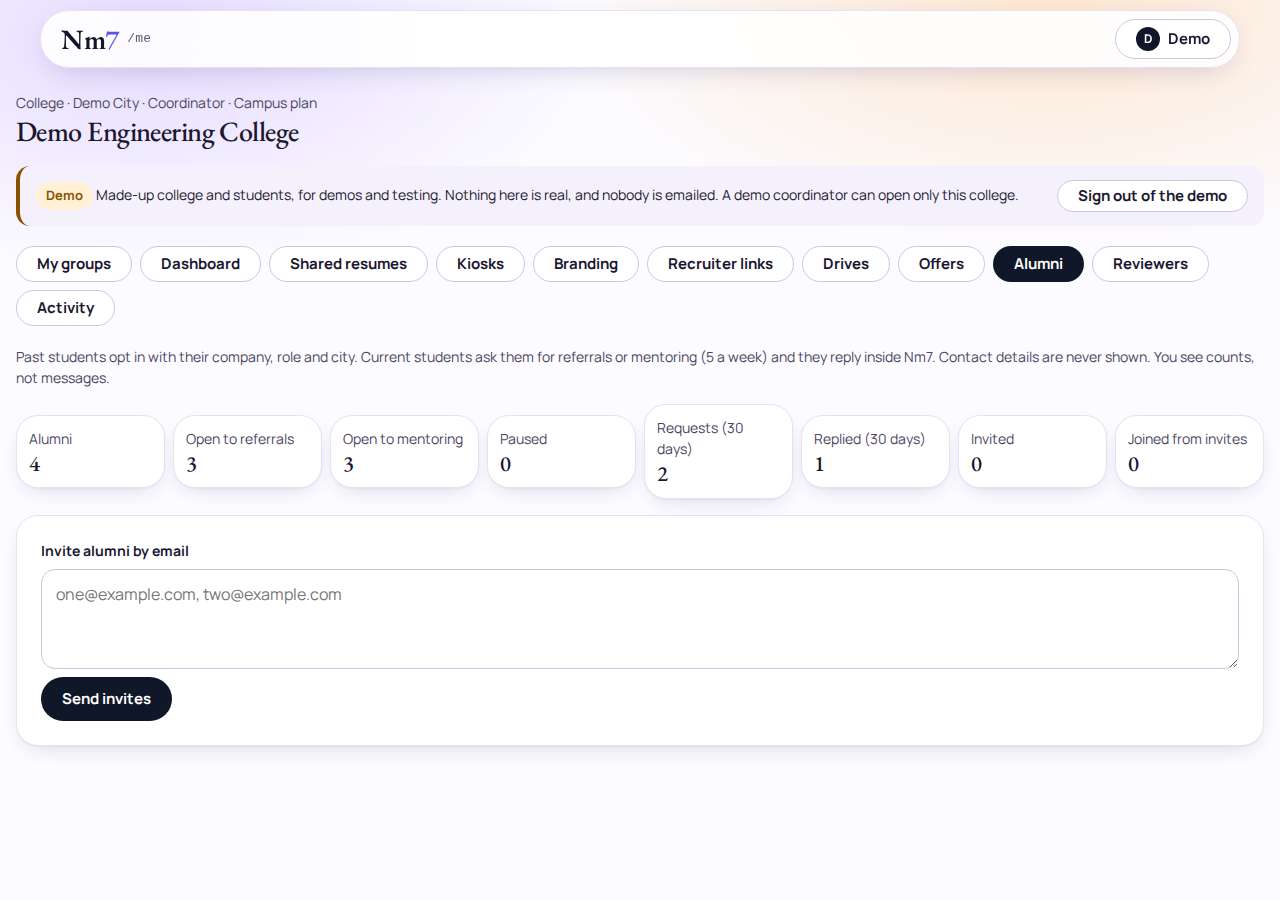 Nm7 /me
D Demo
College · Demo City · Coordinator · Campus plan
Demo Engineering College
Demo Made-up college and students, for demos and testing. Nothing here is real, and nobody is emailed. A demo coordinator can open only this college. Sign out of the demo
My groups Dashboard Shared resumes Kiosks Branding Recruiter links Drives Offers Alumni Reviewers
Activity
Past students opt in with their company, role and city. Current students ask them for referrals or mentoring (5 a week) and they reply inside Nm7. Contact details are never shown. You see counts,
not messages.
Alumni
4
Open to referrals
3
Open to mentoring
3
Paused
0
Requests (30
days)
2
Replied (30 days)
1
Invited
0
Joined from invites
0
Invite alumni by email
one@example.com, two@example.com
Send invites